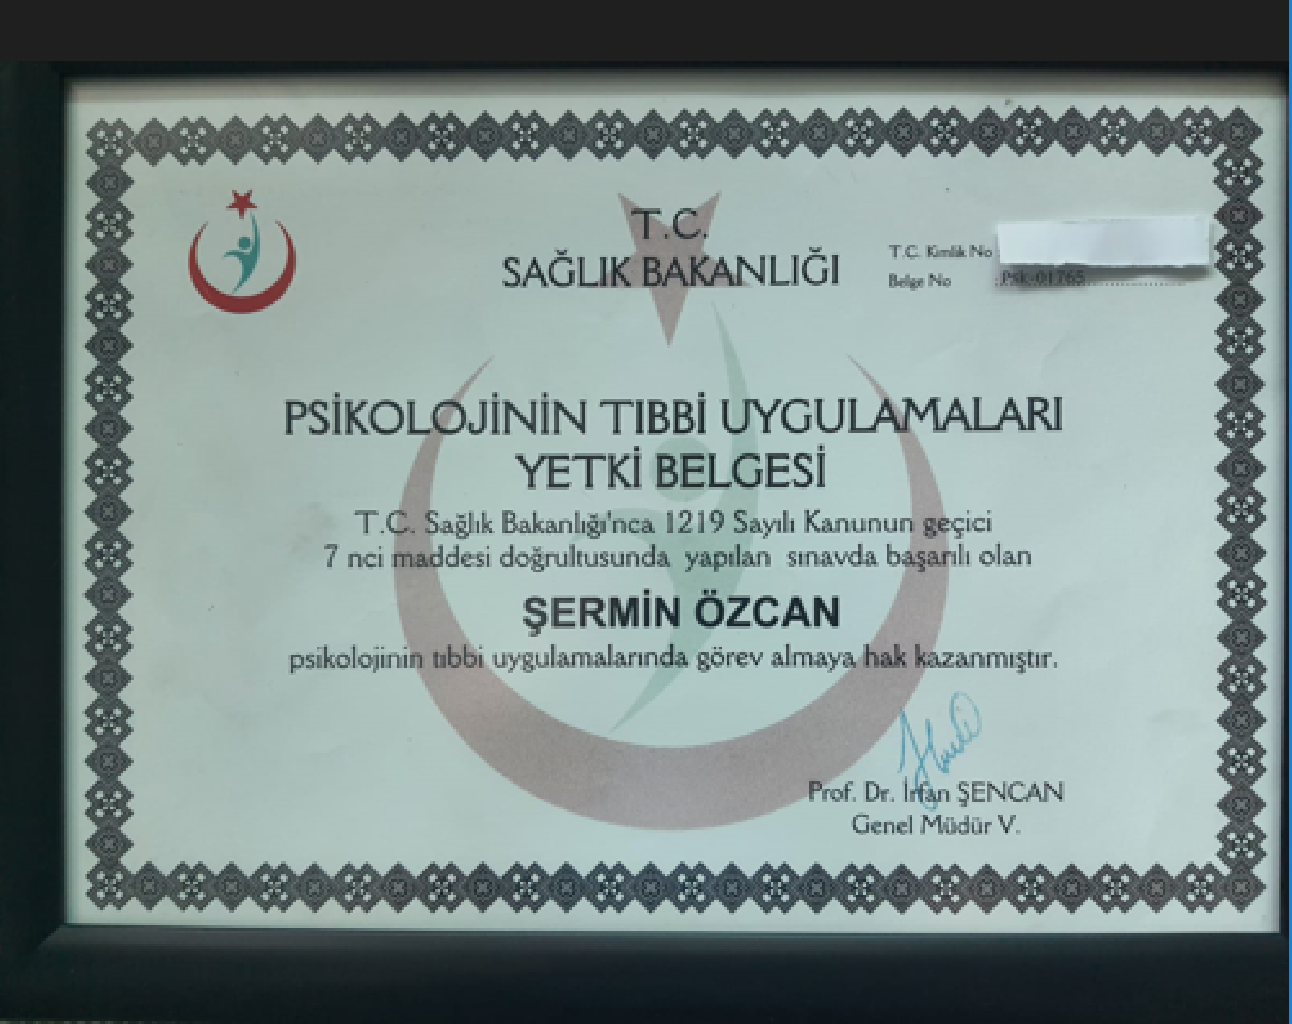 T.C.
SAĞLIK BAKANLIĞI
T.C. Kimlik No :
Belge No :Psk-01765
PSİKOLOJİNİN TIBBİ UYGULAMALARI
YETKİ BELGESİ
T.C. Sağlık Bakanlığı'nca 1219 Sayılı Kanunun geçici
7 nci maddesi doğrultusunda yapılan sınavda başarılı olan
ŞERMİN ÖZCAN
psikolojinin tıbbi uygulamalarında görev almaya hak kazanmıştır.
Prof. Dr. İrfan ŞENCAN
Genel Müdür V.